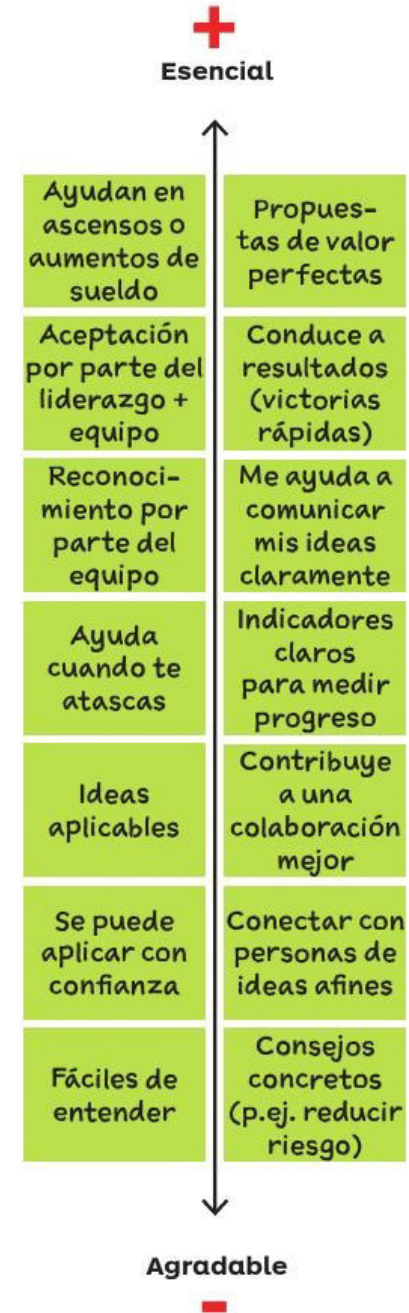 +
Esencial
Ayudan en
ascensos o
aumentos de
sueldo
Propues-
tas de valor
perfectas
Aceptación
por parte del
liderazgo +
equipo
Conduce a
resultados
(victorias
rápidas)
Reconoci-
miento por
parte del
equipo
Me ayuda a
comunicar
mis ideas
claramente
Ayuda
cuando te
atascas
Indicadores
claros
para medir
progreso
Ideas
aplicables
Contribuye
a una
colaboración
mejor
Se puede
aplicar con
confianza
Conectar con
personas de
ideas afines
Fáciles de
entender
Consejos
concretos
(p.ej. reducir
riesgo)
Agradable
-